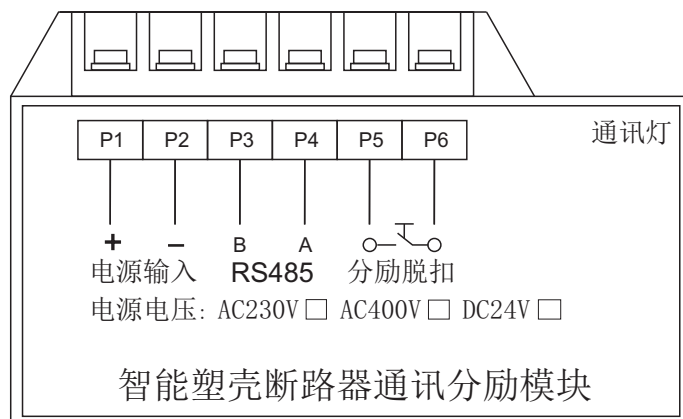 P1 P2 P3 P4 P5 P6 通讯灯
+ − B A
电源输入 RS485 分励脱扣
电源电压: AC230V □ AC400V □ DC24V □
智能塑壳断路器通讯分励模块